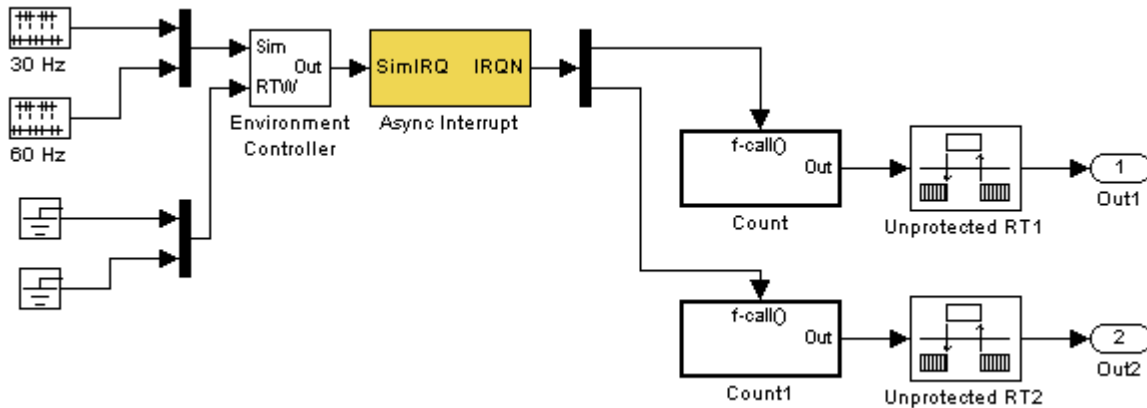 30 Hz
60 Hz
Sim
Out
RTW
Environment
Controller
SimIRQ IRQN
Async Interrupt
f-call()
Out
Count
Unprotected RT1
1
Out1
f-call()
Out
Count1
Unprotected RT2
2
Out2